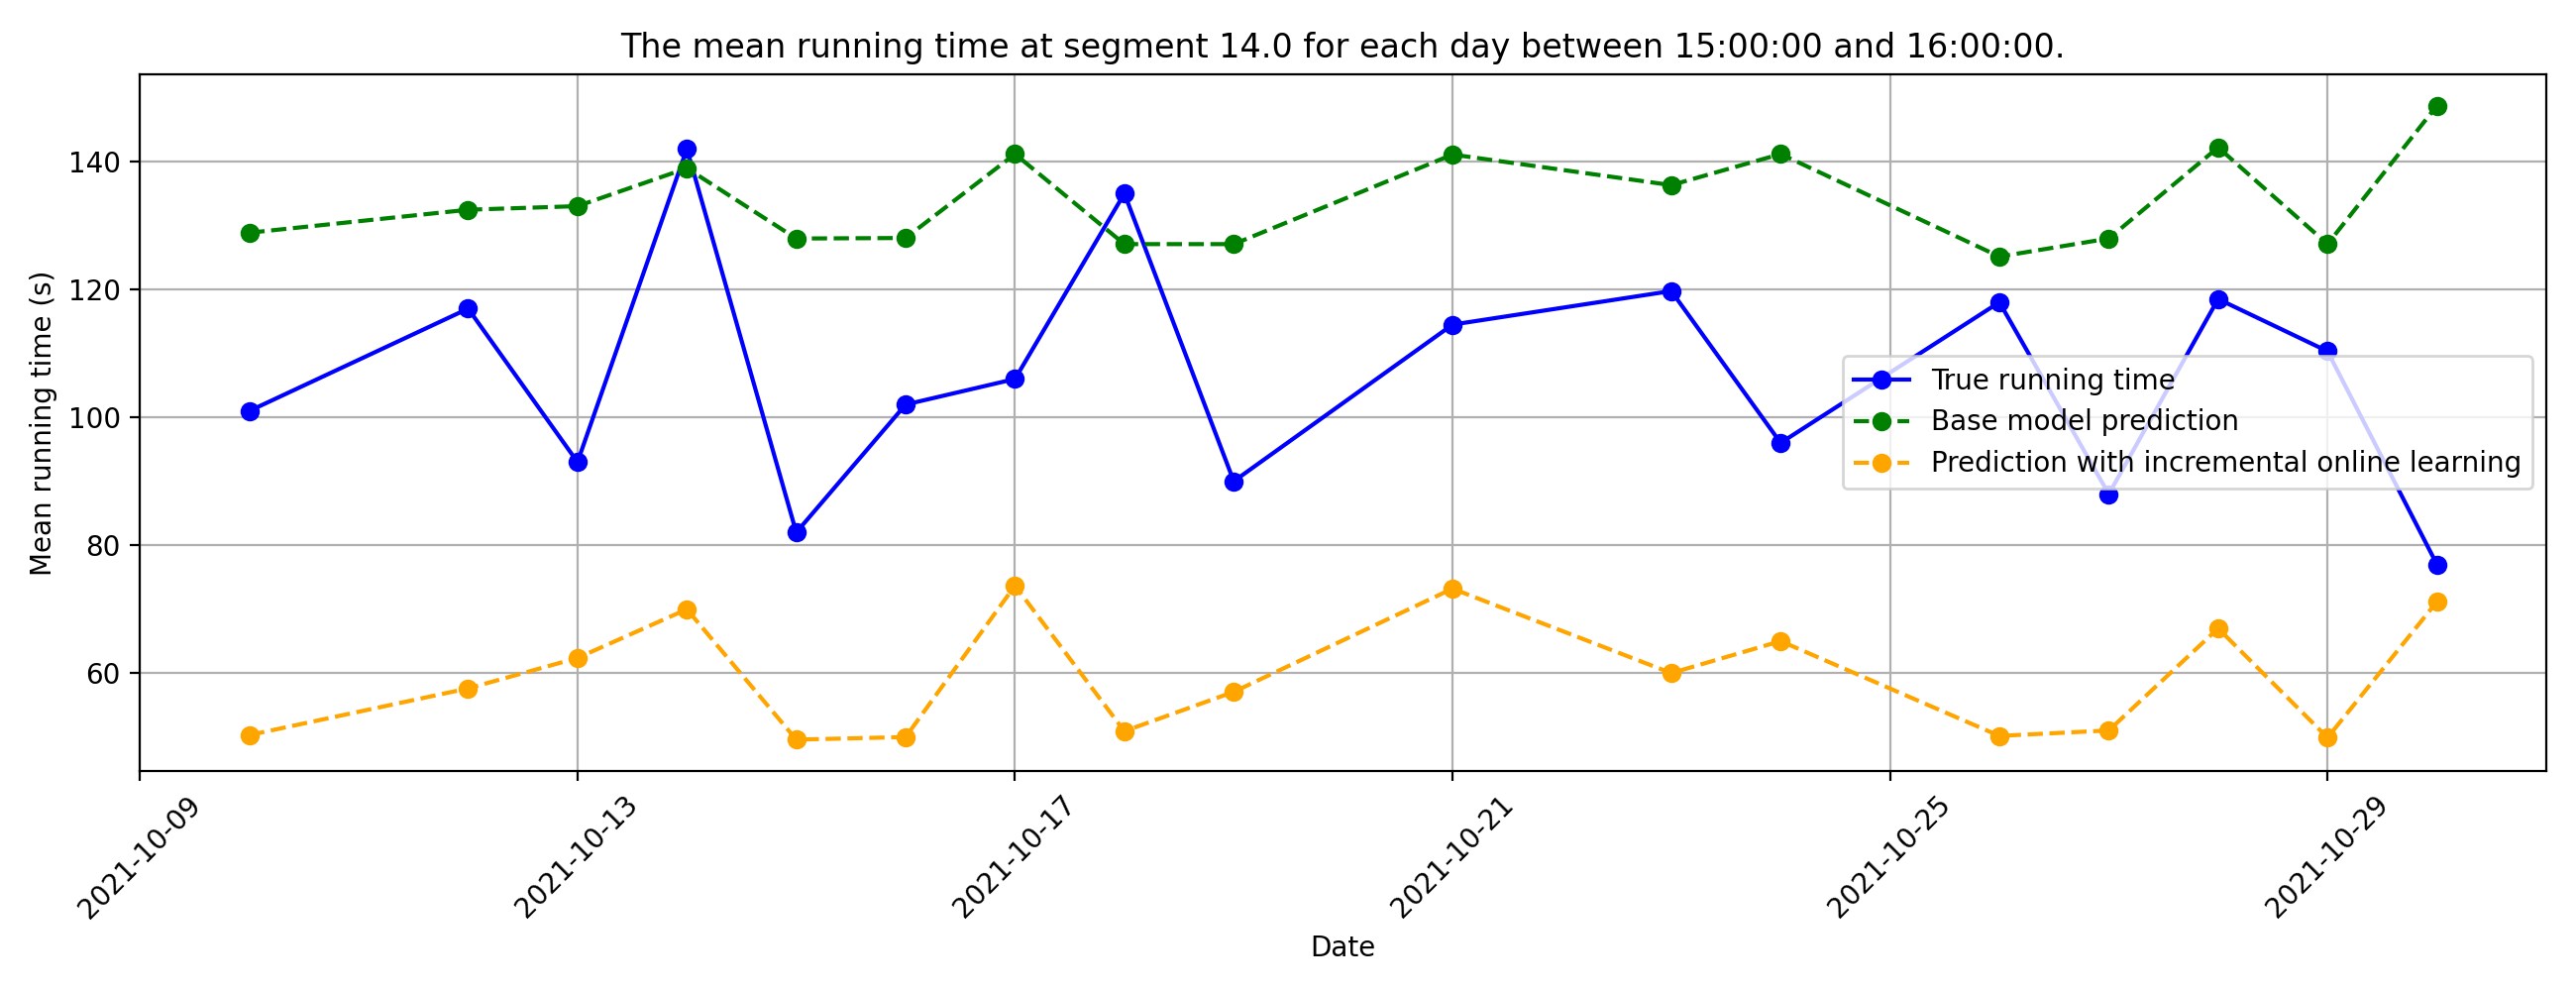 The mean running time at segment 14.0 for each day between 15:00:00 and 16:00:00.
Mean running time (s)
140
120
100
80
60
True running time
Base model prediction
Prediction with incremental online learning
2021-10-09
2021-10-13
2021-10-17
2021-10-21
2021-10-25
2021-10-29
Date